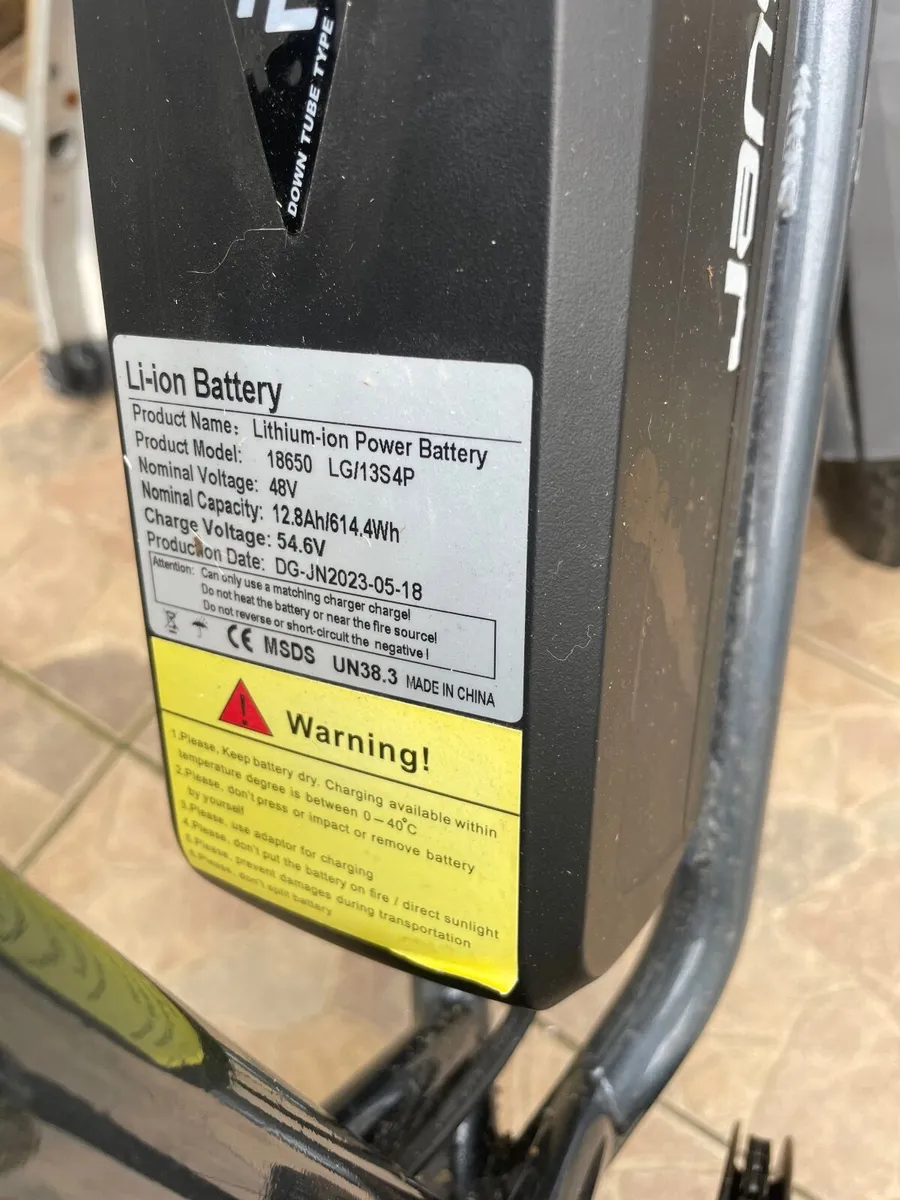 DOWN TUBE TYPE
Li-ion Battery
Product Name: Lithium-ion Power Battery
Product Model: 18650 LG/13S4P
Nominal Voltage: 48V
Nominal Capacity: 12.8Ah/614.4Wh
Charge Voltage: 54.6V
Production Date: DG-JN2023-05-18
Attention: Can only use a matching charger charge!
Do not heat the battery or near the fire source!
Do not reverse or short-circuit the negative!
CE MSDS UN38.3 MADE IN CHINA
Warning!
1.Please, Keep battery dry. Charging available within
temperature degree is between 0－40°C
2.Please, don't press or impact or remove battery
by yourself
3.Please, use adaptor for charging
4.Please, don't put the battery on fire / direct sunlight
5.Please, prevent damages during transportation
6.Please, don't split battery